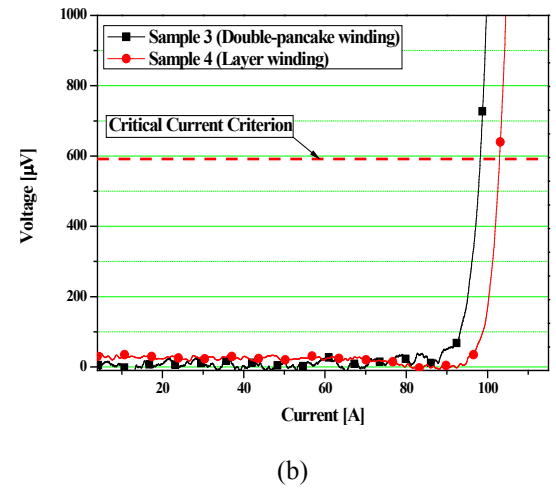 1000
800
600
400
200
0
Voltage [µV]
Sample 3 (Double-pancake winding)
Sample 4 (Layer winding)
Critical Current Criterion
20 40 60 80 100
Current [A]
(b)